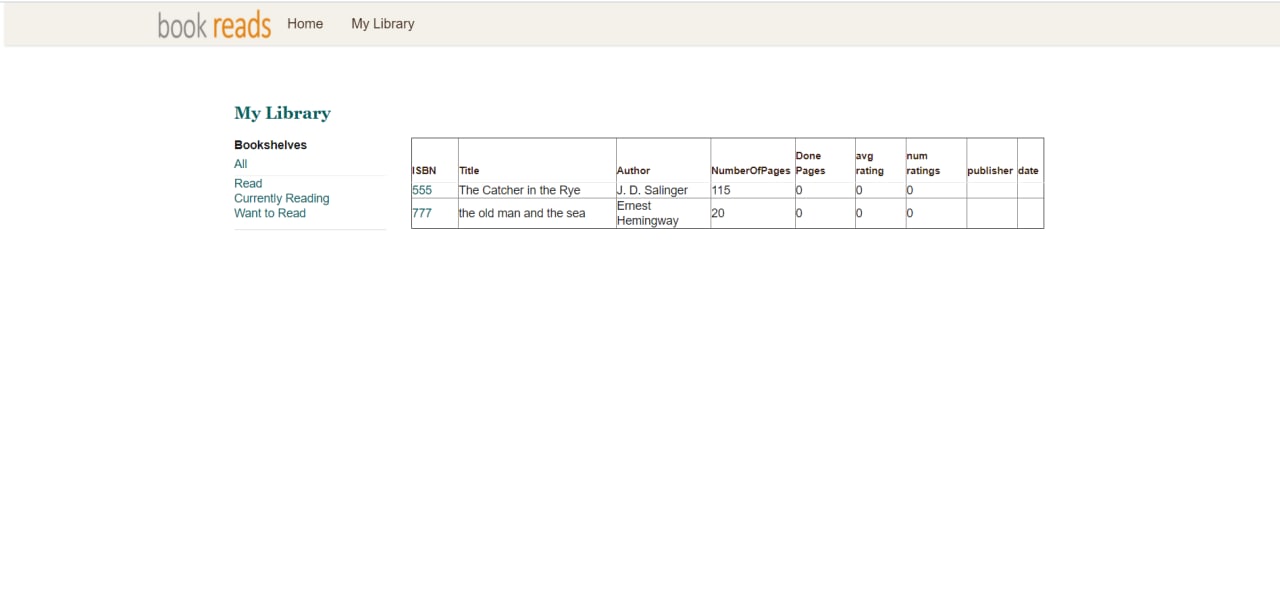 book reads Home My Library
My Library
Bookshelves
All
Read
Currently Reading
Want to Read
ISBN Title Author NumberOfPages Done Pages avg rating num ratings publisher date
555 The Catcher in the Rye J. D. Salinger 115 0 0 0
777 the old man and the sea Ernest Hemingway 20 0 0 0